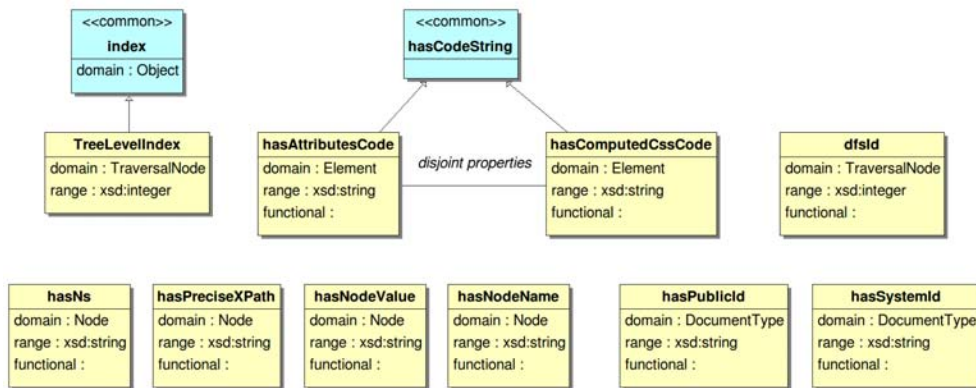 <<common>>
index
domain : Object
<<common>>
hasCodeString
TreeLevelIndex
domain : TraversalNode
range : xsd:integer
hasAttributesCode
domain : Element
range : xsd:string
functional :
disjoint properties
hasComputedCssCode
domain : Element
range : xsd:string
functional :
dfsId
domain : TraversalNode
range : xsd:integer
functional :
hasNs
domain : Node
range : xsd:string
functional :
hasPreciseXPath
domain : Node
range : xsd:string
functional :
hasNodeValue
domain : Node
range : xsd:string
functional :
hasNodeName
domain : Node
range : xsd:string
functional :
hasPublicId
domain : DocumentType
range : xsd:string
functional :
hasSystemId
domain : DocumentType
range : xsd:string
functional :